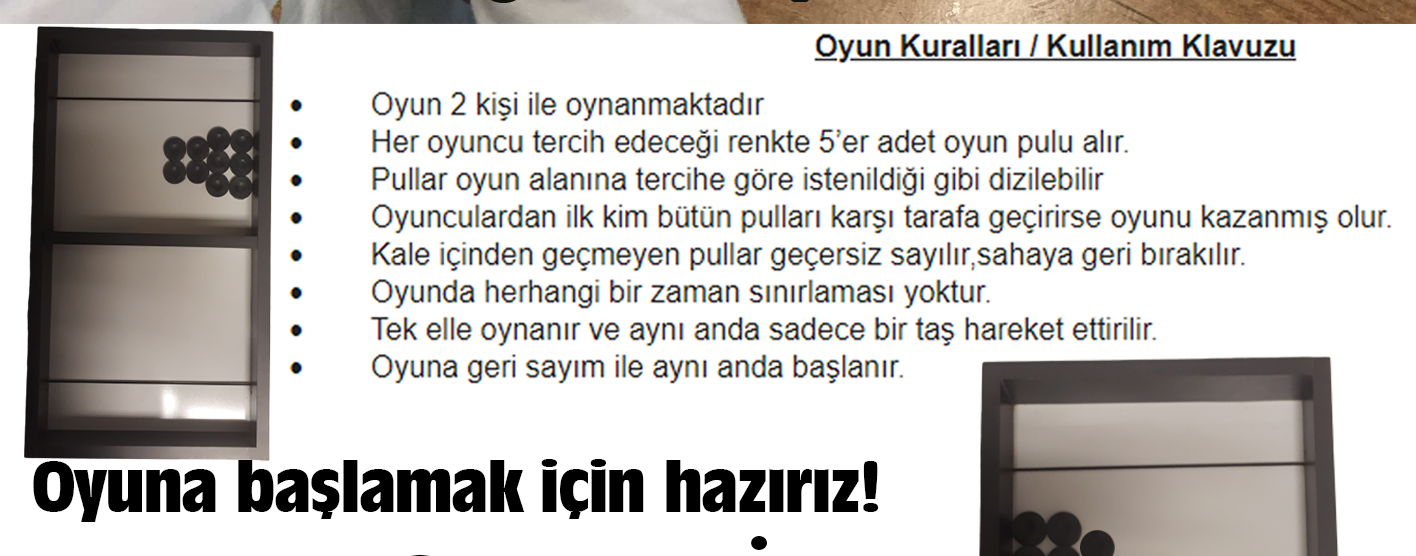 Oyun Kuralları / Kullanım Klavuzu
• Oyun 2 kişi ile oynanmaktadır
• Her oyuncu tercih edeceği renkte 5'er adet oyun pulu alır.
• Pullar oyun alanına tercihe göre istenildiği gibi dizilebilir
• Oyunculardan ilk kim bütün pulları karşı tarafa geçirirse oyunu kazanmış olur.
• Kale içinden geçmeyen pullar geçersiz sayılır,sahaya geri bırakılır.
• Oyunda herhangi bir zaman sınırlaması yoktur.
• Tek elle oynanır ve aynı anda sadece bir taş hareket ettirilir.
• Oyuna geri sayım ile aynı anda başlanır.
Oyuna başlamak için hazırız!